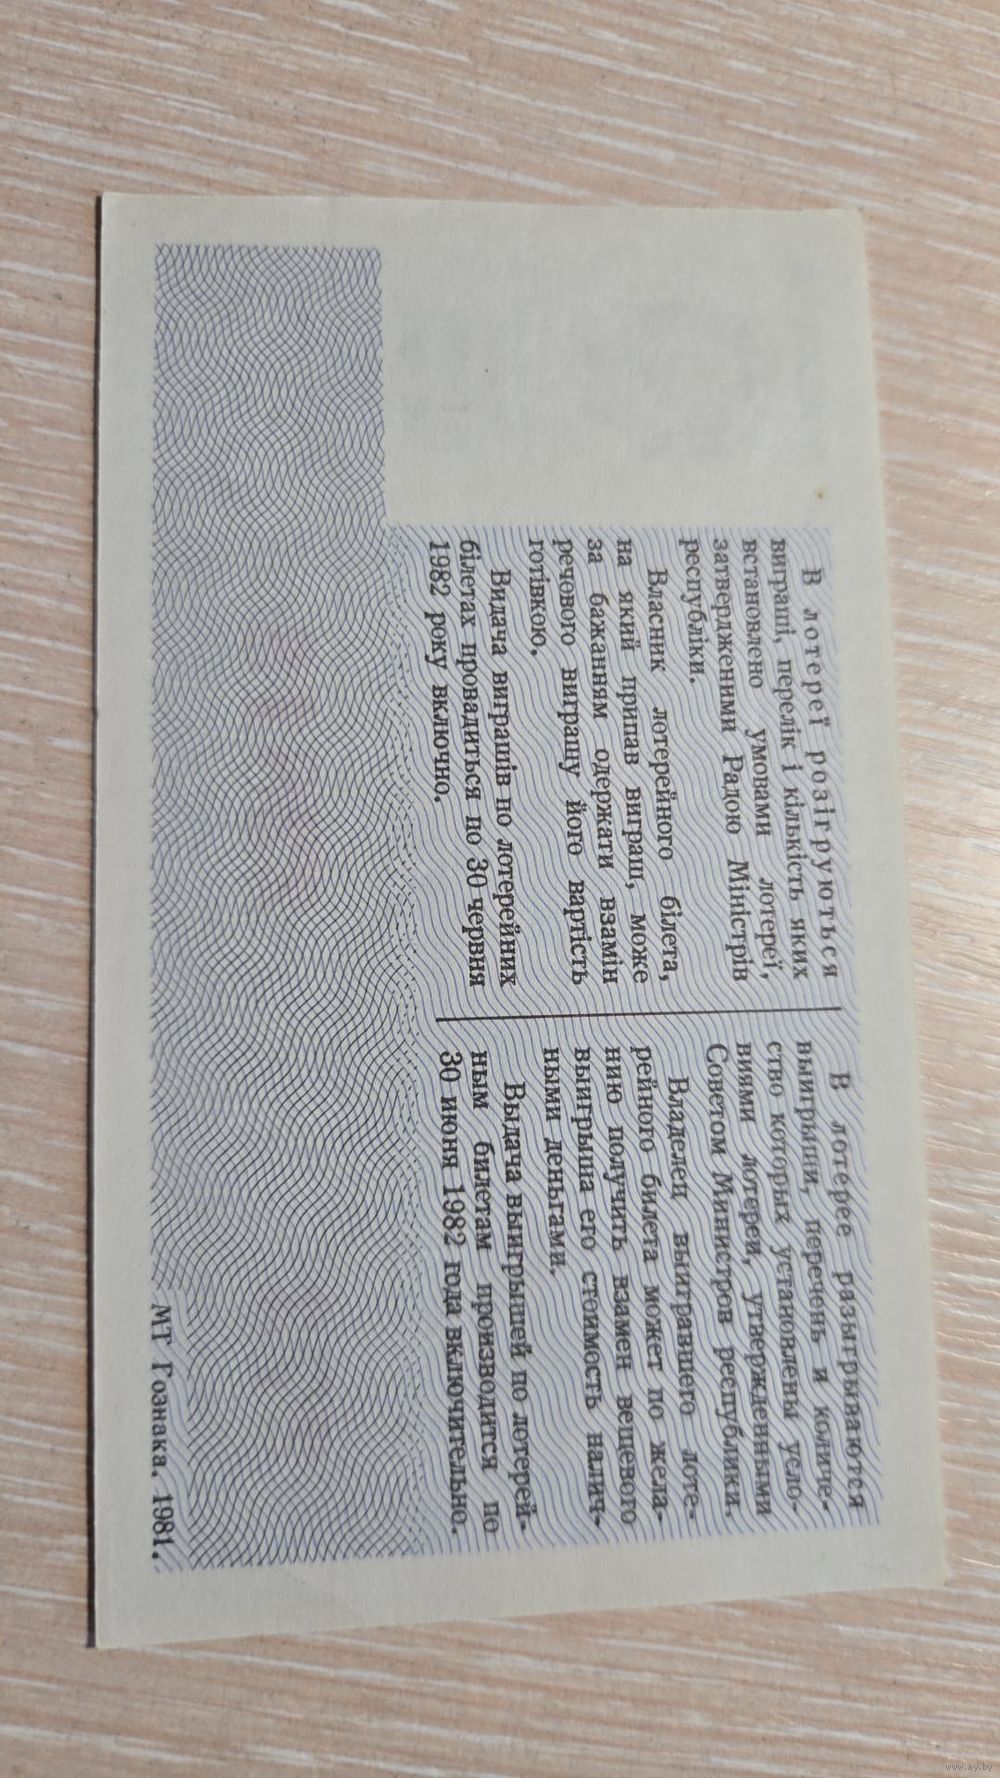 В лотереї розігруються
виграші, перелік і кількість яких
встановлено умовами лотереї,
затвердженими Радою Міністрів
республіки.
Власник лотерейного білета,
на який припав виграш, може
за бажанням одержати взамін
речового виграшу його вартість
готівкою.
Видача виграшів по лотерейних
білетах провадиться по 30 червня
1982 року включно.
В лотерее разыгрываются
выигрыши, перечень и количе-
ство которых установлены усло-
виями лотереи, утвержденными
Советом Министров республики.
Владелец выигравшего лоте-
рейного билета может по жела-
нию получить взамен вещевого
выигрыша его стоимость налич-
ными деньгами.
Выдача выигрышей по лотерей-
ным билетам производится по
30 июня 1982 года включительно.
МТ Гознака. 1981.
www.ay.by